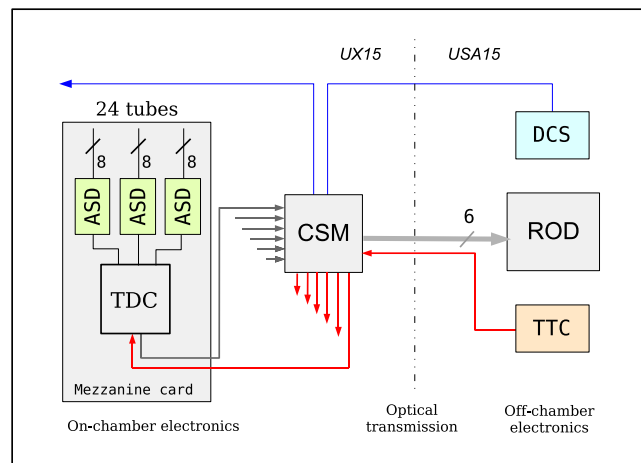 UX15
USA15
24 tubes
8
8
8
DCS
ASD
ASD
ASD
CSM
6
ROD
TDC
TTC
Mezzanine card
On-chamber electronics
Optical
transmission
Off-chamber
electronics